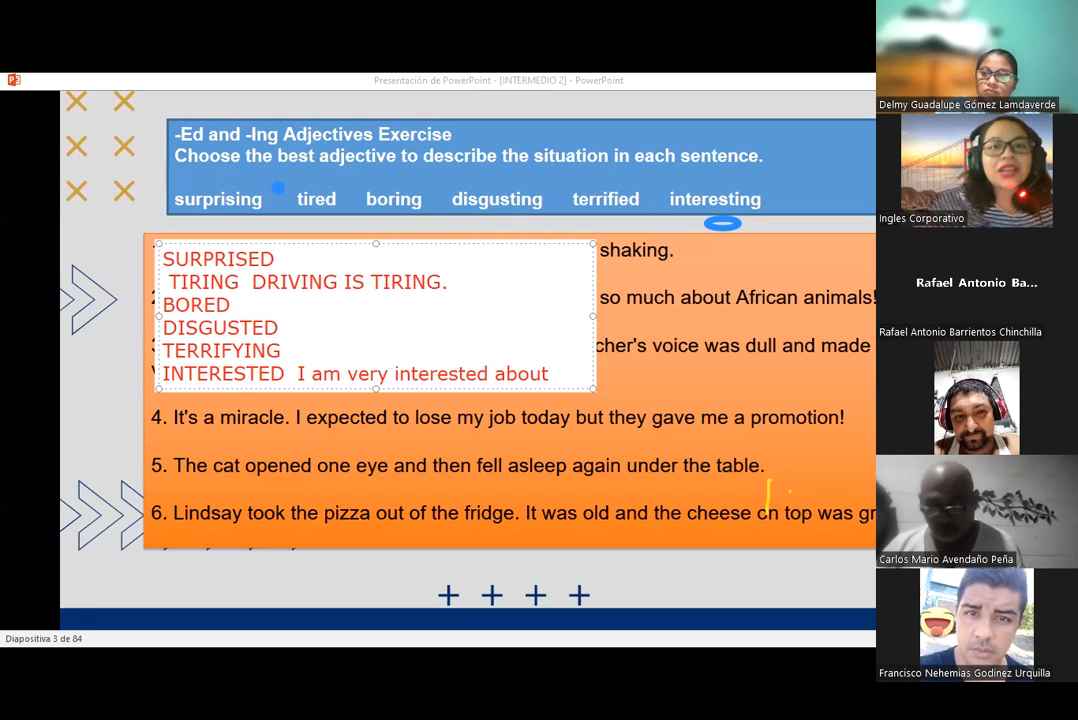 Presentación de PowerPoint - [INTERMEDIO 2] - PowerPoint
-Ed and -Ing Adjectives Exercise
Choose the best adjective to describe the situation in each sentence.
surprising tired boring disgusting terrified interesting
shaking.
SURPRISED
TIRING DRIVING IS TIRING.
so much about African animals!
BORED
DISGUSTED
cher's voice was dull and made
TERRIFYING
INTERESTED I am very interested about
4. It's a miracle. I expected to lose my job today but they gave me a promotion!
5. The cat opened one eye and then fell asleep again under the table.
6. Lindsay took the pizza out of the fridge. It was old and the cheese on top was gr
Diapositiva 3 de 84
Delmy Guadalupe Gómez Lamdaverde
Ingles Corporativo
Rafael Antonio Ba...
Rafael Antonio Barrientos Chinchilla
Carlos Mario Avendaño Peña
Francisco Nehemias Godinez Urquilla